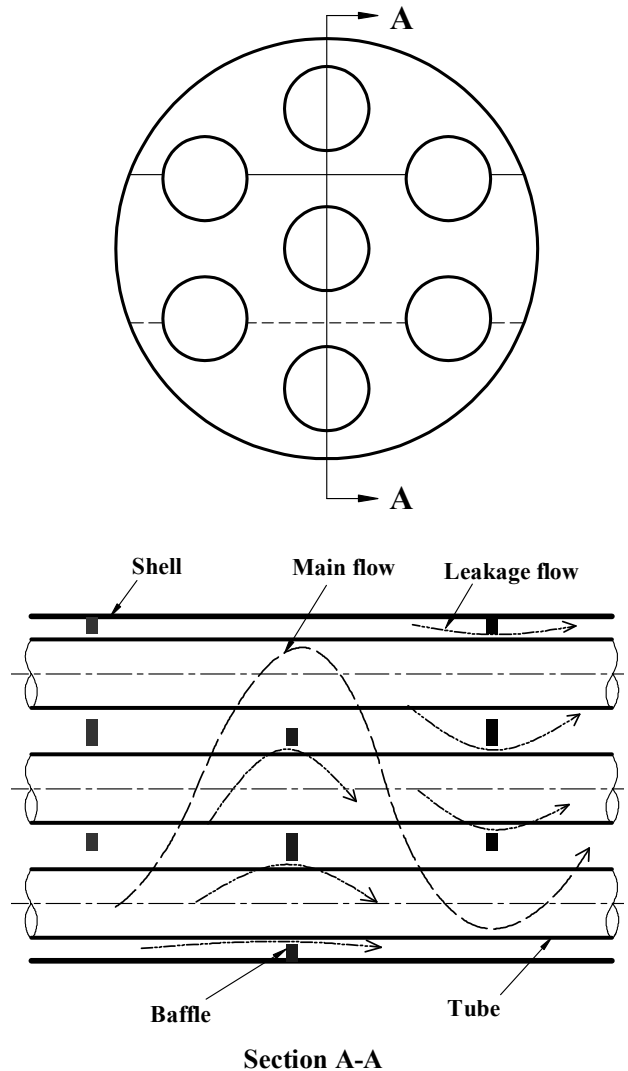 A
A
Shell
Main flow
Leakage flow
Baffle
Tube
Section A-A